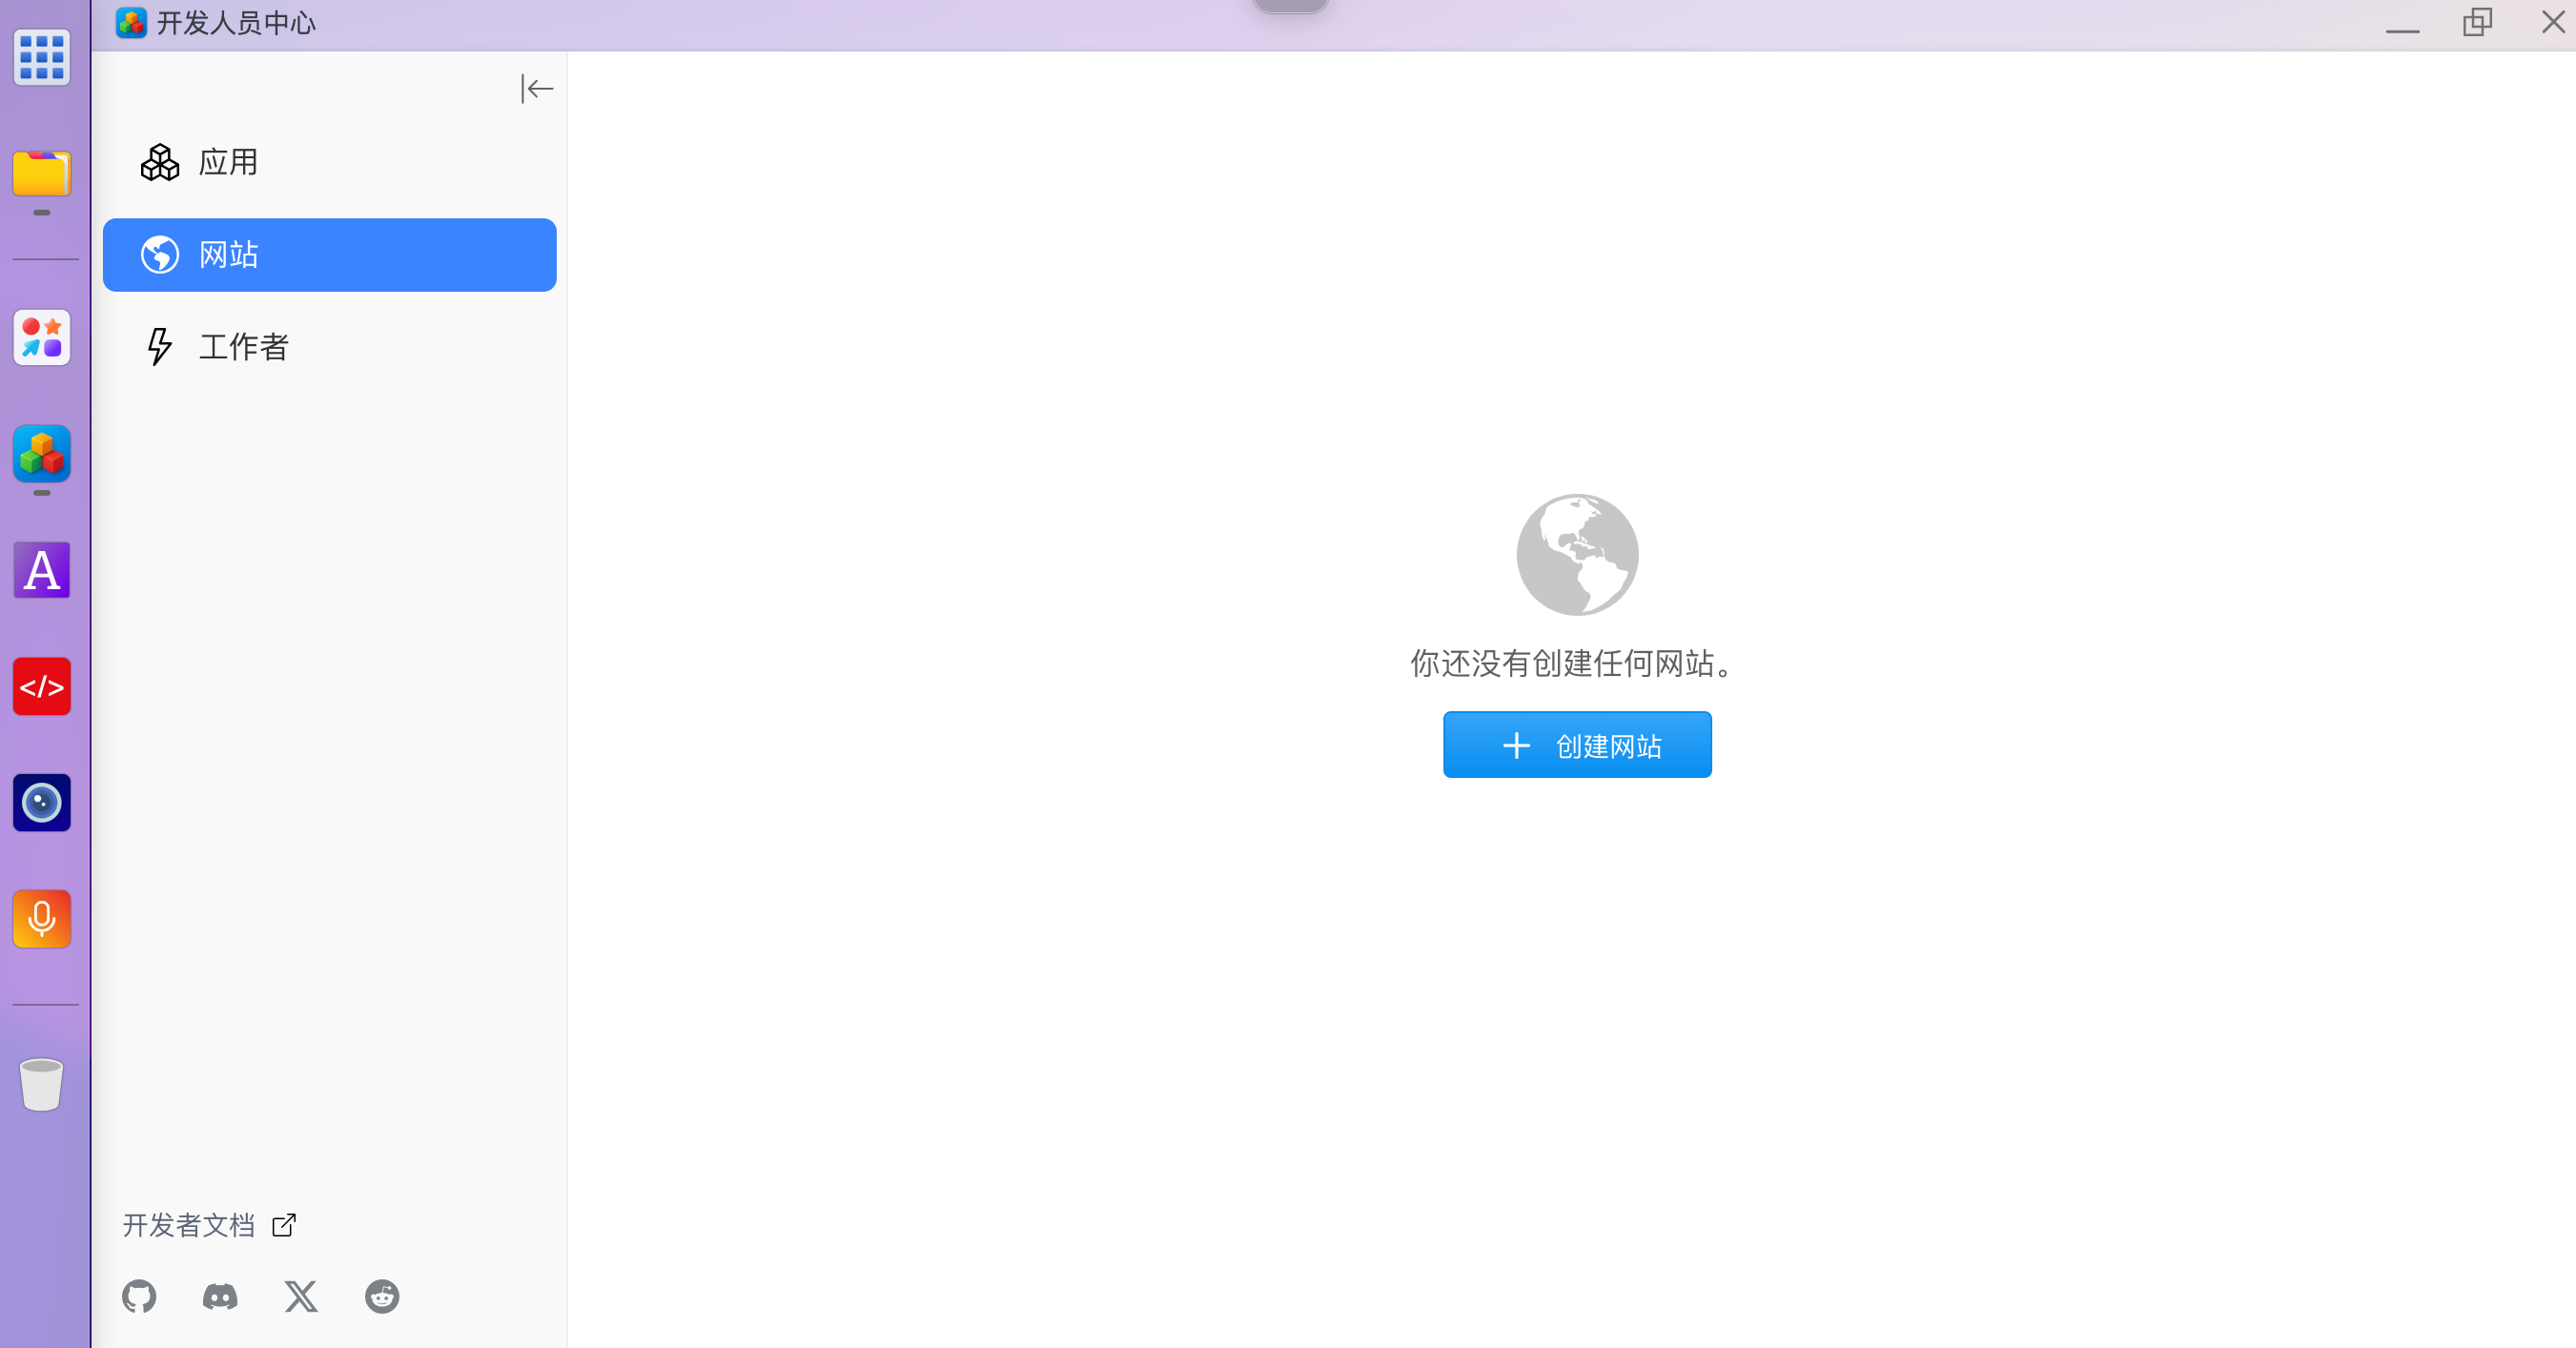 开发人员中心
应用
网站
工作者
你还没有创建任何网站。
创建网站
开发者文档
A
</>